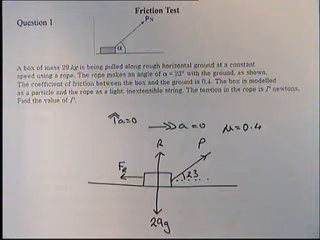 Friction Test
Question 1
P N
α
A box of mass 29 kg is being pulled along rough horizontal ground at a constant
speed using a rope. The rope makes an angle of α = 23° with the ground, as shown.
The coefficient of friction between the box and the ground is 0.4. The box is modelled
as a particle and the rope as a light, inextensible string. The tension in the rope is P newtons.
Find the value of P.
a=0
a=0
μ=0.4
R
P
FR
23
29g